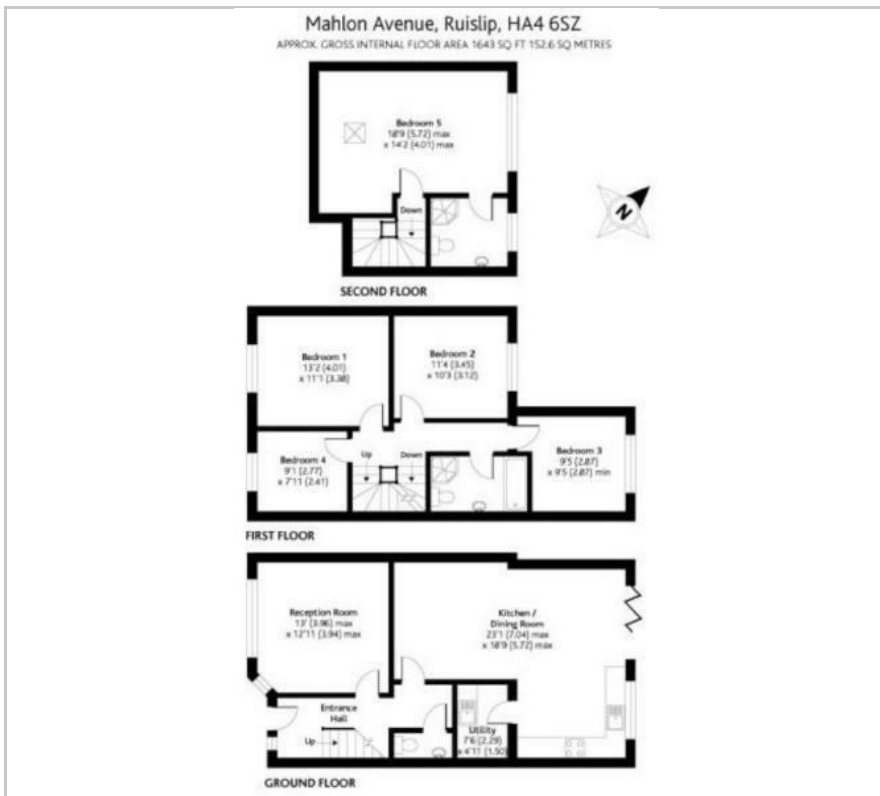 Mahlon Avenue, Ruislip, HA4 6SZ
APPROX. GROSS INTERNAL FLOOR AREA 1643 SQ FT 152.6 SQ METRES
Bedroom 5
18'9 (5.72) max
x 14'2 (4.01) max
Down
N
SECOND FLOOR
Bedroom 1
13'2 (4.01)
x 11'1 (3.38)
Bedroom 2
11'4 (3.45)
x 10'3 (3.12)
Bedroom 4
9'1 (2.77)
x 7'11 (2.41)
Up
Down
Bedroom 3
9'5 (2.87)
x 9'5 (2.87) min
FIRST FLOOR
Reception Room
13' (3.96) max
x 12'11 (3.94) max
Kitchen /
Dining Room
23'1 (7.04) max
x 18'9 (5.72) max
Entrance
Hall
Up
Utility
7'6 (2.29)
x 4'11 (1.50)
GROUND FLOOR